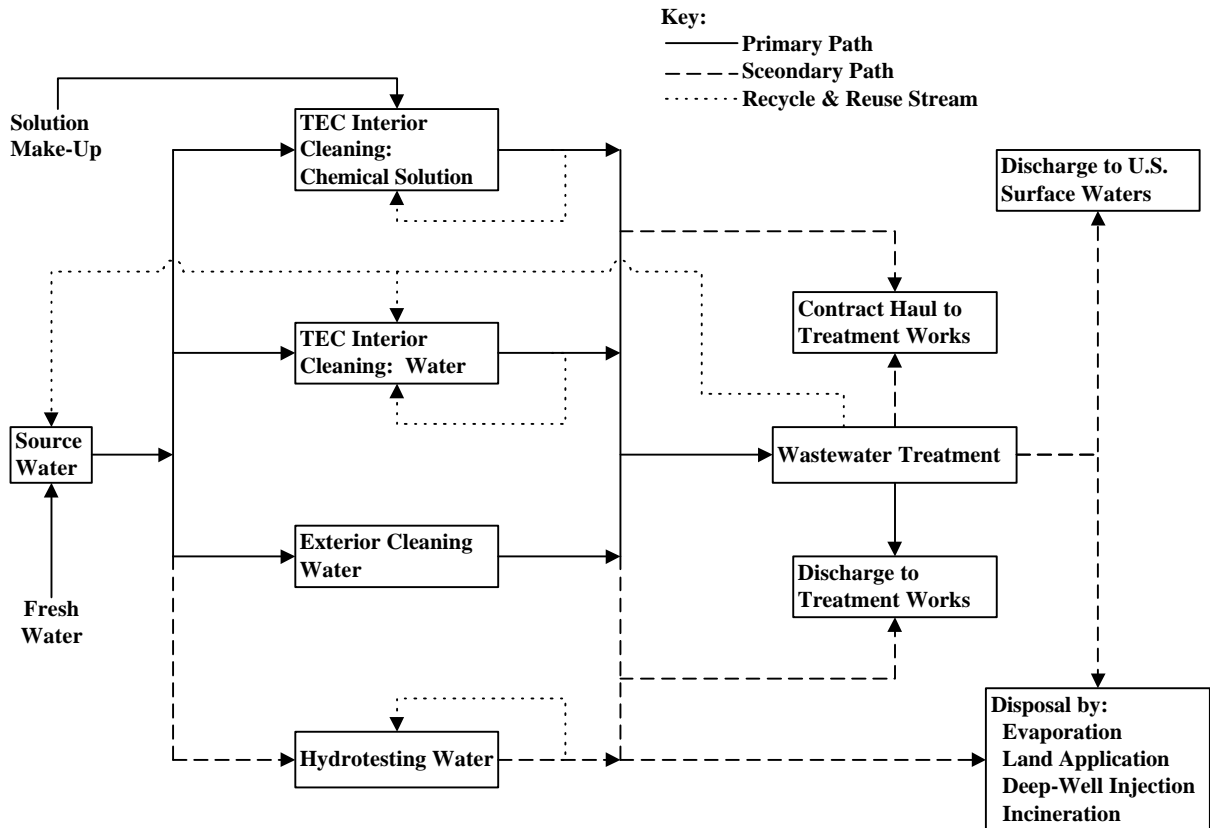 Key:
Primary Path
Sceondary Path
Recycle & Reuse Stream
Solution
Make-Up
TEC Interior
Cleaning:
Chemical Solution
Discharge to U.S.
Surface Waters
Contract Haul to
Treatment Works
TEC Interior
Cleaning: Water
Source
Water
Wastewater Treatment
Exterior Cleaning
Water
Discharge to
Treatment Works
Fresh
Water
Hydrotesting Water
Disposal by:
Evaporation
Land Application
Deep-Well Injection
Incineration